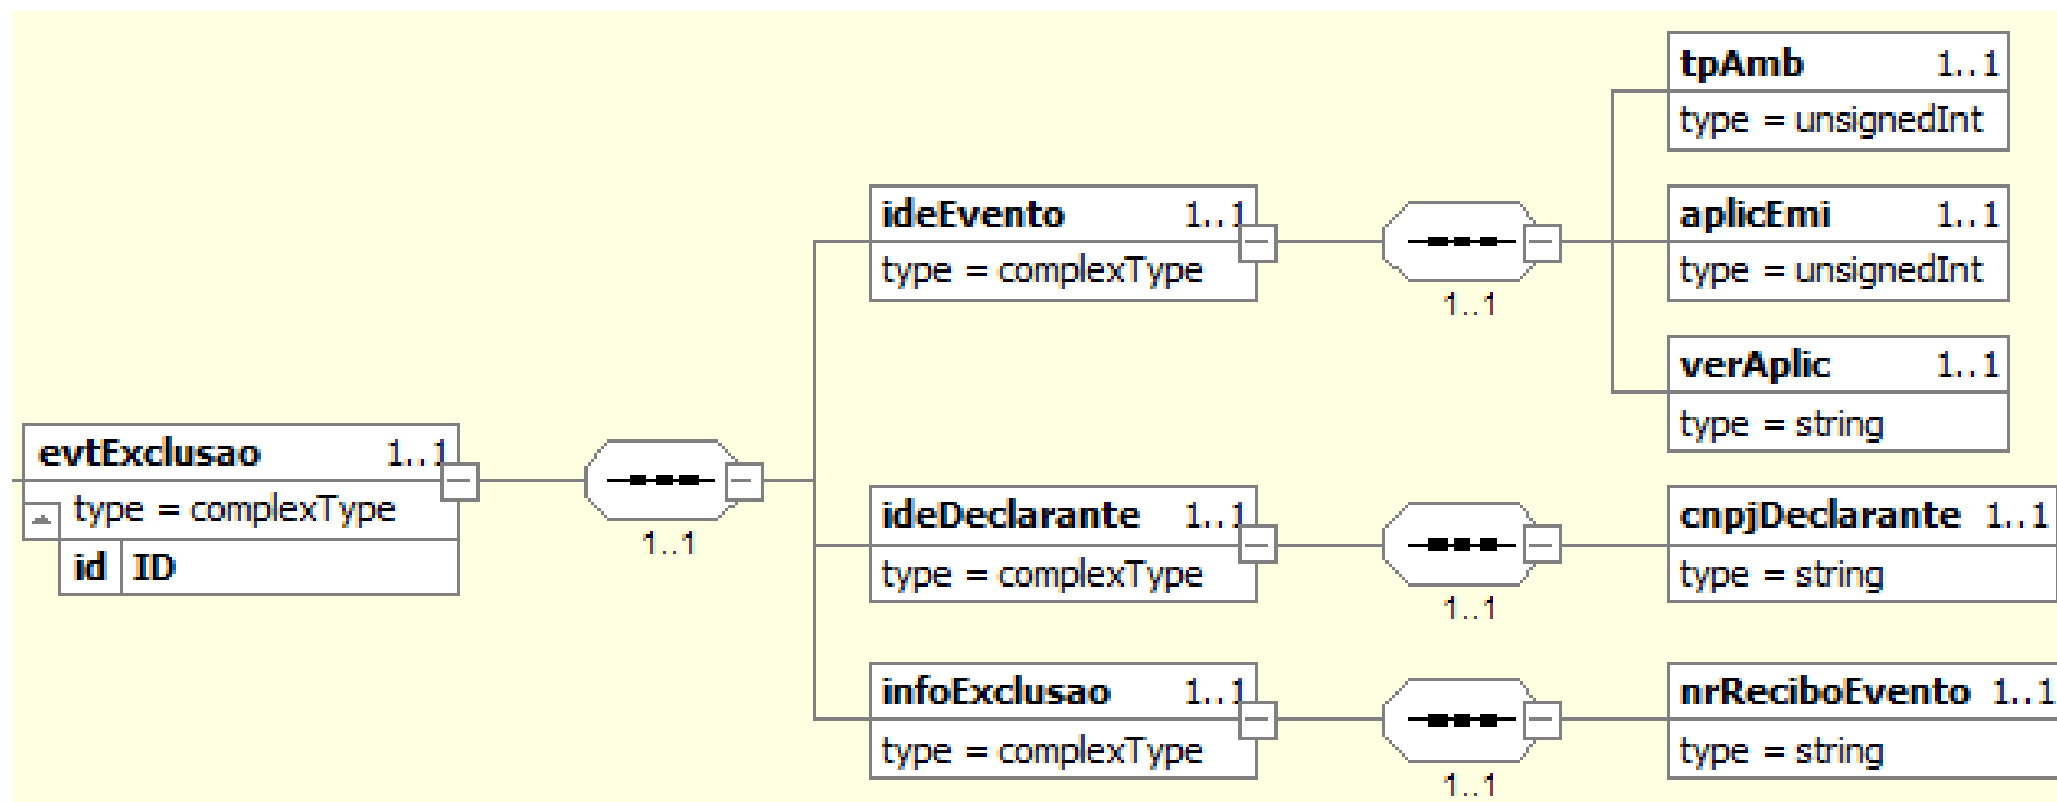 tpAmb 1..1
type = unsignedInt
ideEvento 1..1
type = complexType
1..1
aplicEmi 1..1
type = unsignedInt
verAplic 1..1
type = string
evtExclusao 1..1
type = complexType
id ID
1..1
ideDeclarante 1..1
type = complexType
1..1
cnpjDeclarante 1..1
type = string
infoExclusao 1..1
type = complexType
1..1
nrReciboEvento 1..1
type = string